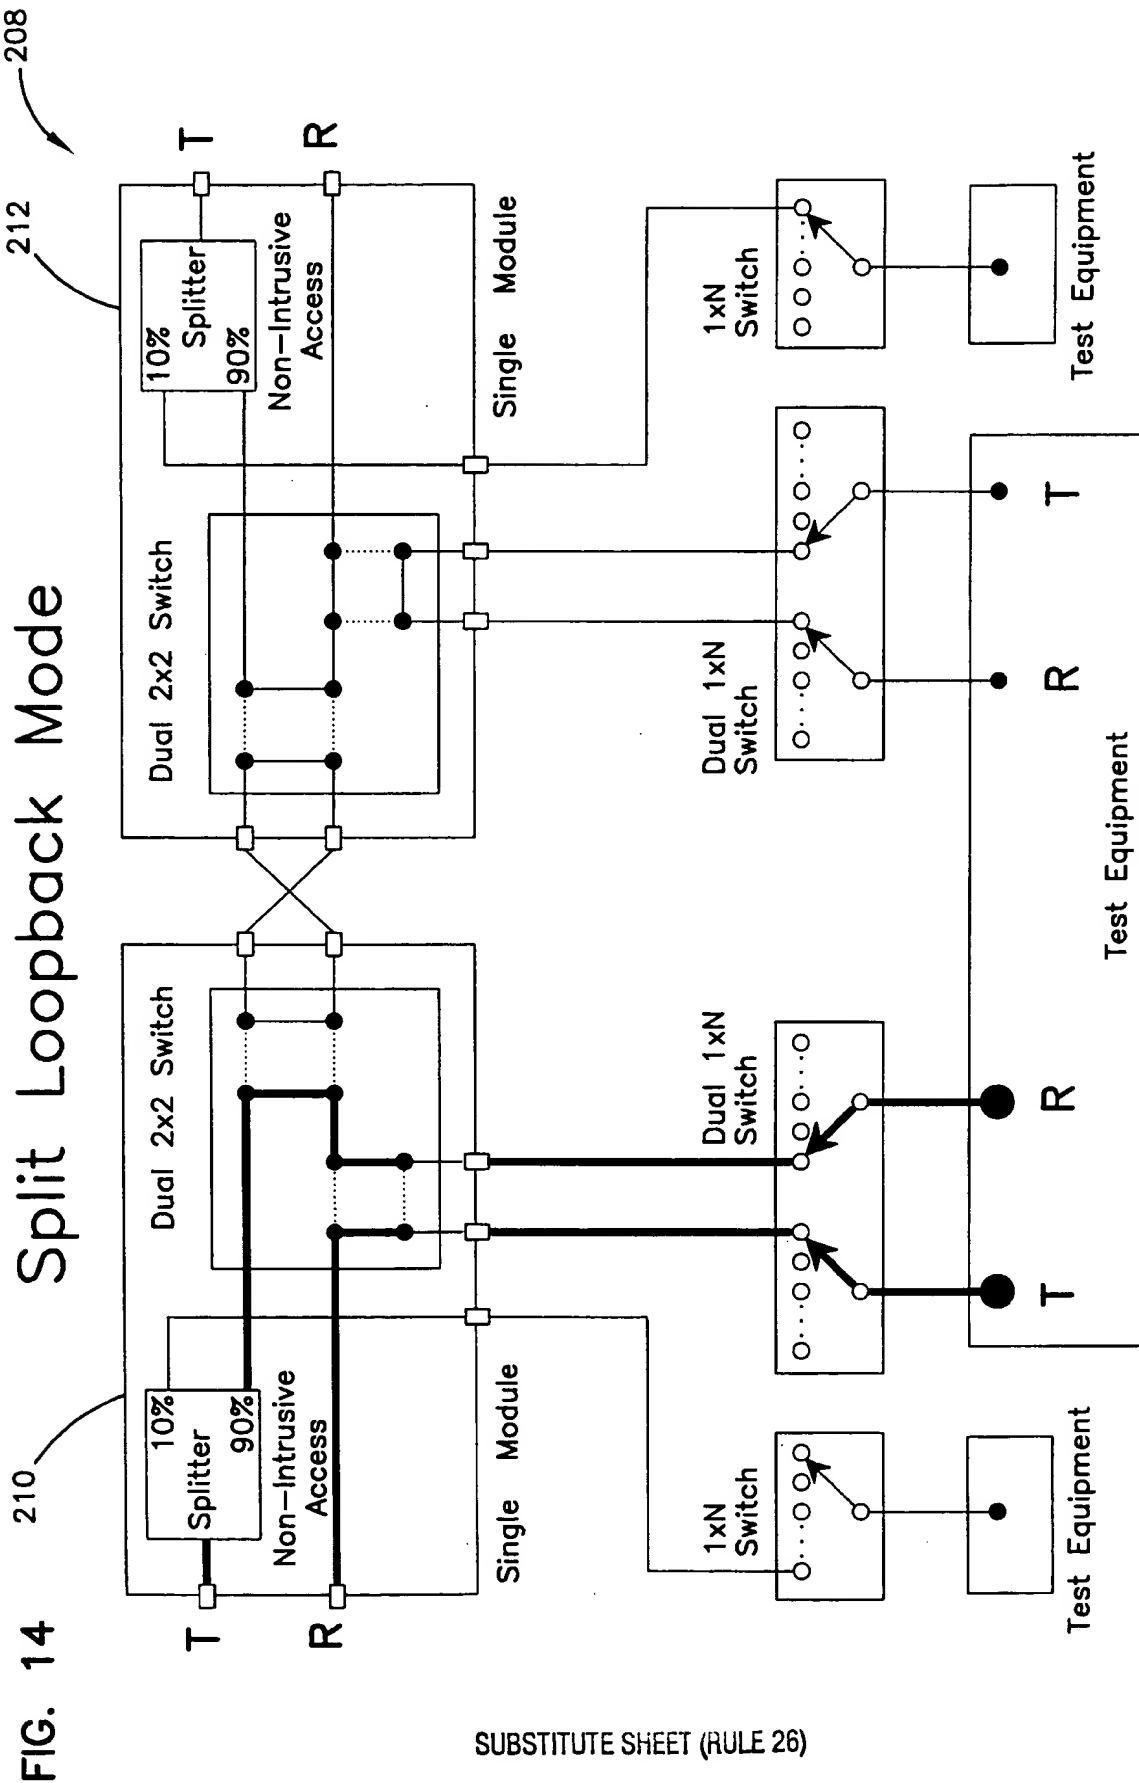 FIG. 14
Split Loopback Mode
208
210
212
T
R
Splitter
10%
90%
Non-Intrusive
Access
Dual 2x2 Switch
Single Module
Dual 2x2 Switch
10%
Splitter
90%
Non-Intrusive
Access
Single Module
T
R
1xN
Switch
Dual 1xN
Switch
Dual 1xN
Switch
1xN
Switch
Test Equipment
T
R
R
T
Test Equipment
Test Equipment
SUBSTITUTE SHEET (RULE 26)